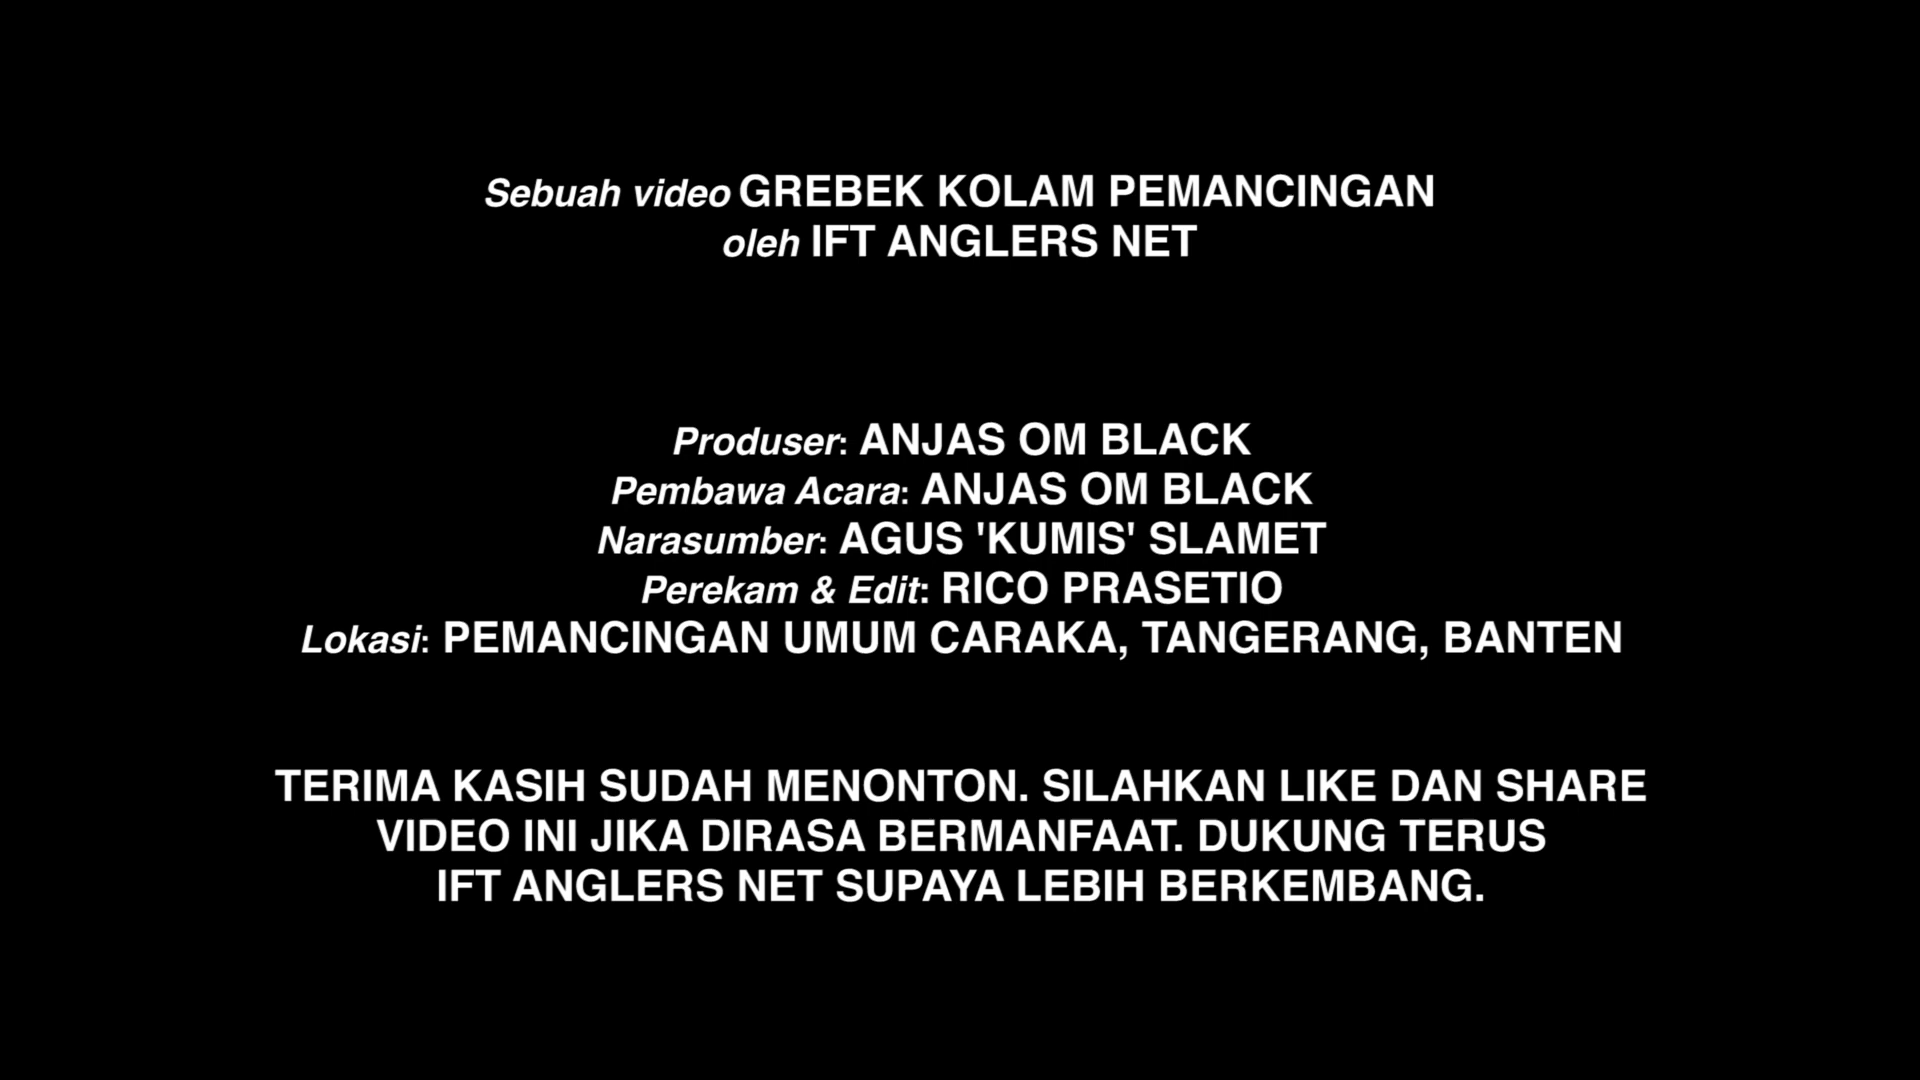 Sebuah video GREBEK KOLAM PEMANCINGAN
oleh IFT ANGLERS NET
Produser: ANJAS OM BLACK
Pembawa Acara: ANJAS OM BLACK
Narasumber: AGUS 'KUMIS' SLAMET
Perekam & Edit: RICO PRASETIO
Lokasi: PEMANCINGAN UMUM CARAKA, TANGERANG, BANTEN
TERIMA KASIH SUDAH MENONTON. SILAHKAN LIKE DAN SHARE
VIDEO INI JIKA DIRASA BERMANFAAT. DUKUNG TERUS
IFT ANGLERS NET SUPAYA LEBIH BERKEMBANG.